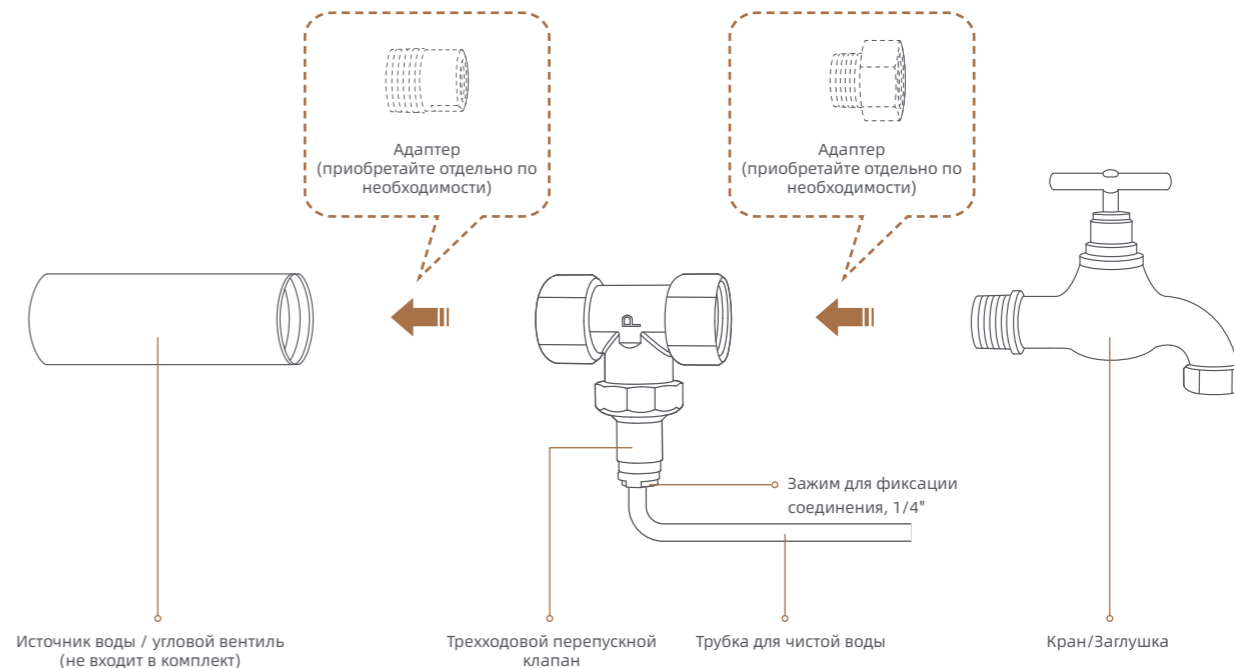 Адаптер
(приобретайте отдельно по
необходимости)
Адаптер
(приобретайте отдельно по
необходимости)
P
Зажим для фиксации
соединения, 1/4"
Источник воды / угловой вентиль
(не входит в комплект)
Трехходовой перепускной
клапан
Трубка для чистой воды
Кран/Заглушка